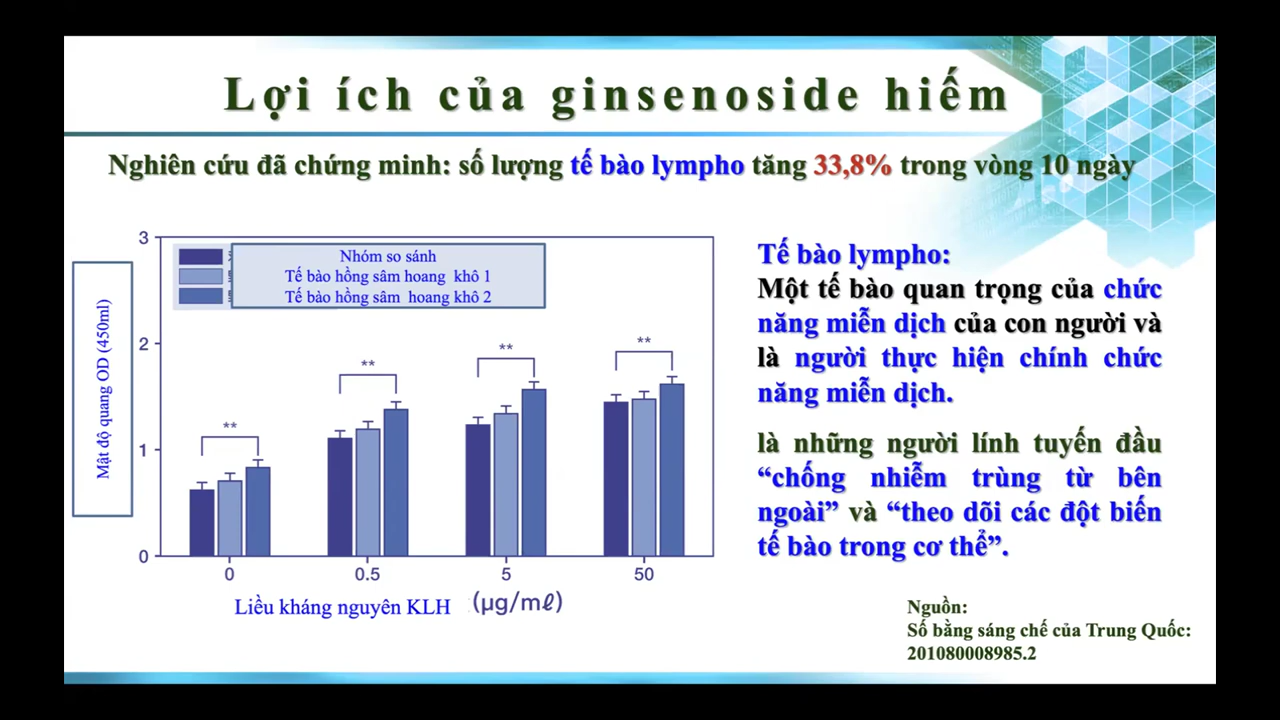 Lợi ích của ginsenoside hiếm
Nghiên cứu đã chứng minh: số lượng tế bào lympho tăng 33,8% trong vòng 10 ngày
3
2
1
0
Mật độ quang OD (450ml)
Nhóm so sánh
Tế bào hồng sâm hoang khô 1
Tế bào hồng sâm hoang khô 2
**
**
**
**
0
0.5
5
50
Liều kháng nguyên KLH (μg/mℓ)
Tế bào lympho:
Một tế bào quan trọng của chức
năng miễn dịch của con người và
là người thực hiện chính chức
năng miễn dịch.
là những người lính tuyến đầu
“chống nhiễm trùng từ bên
ngoài” và “theo dõi các đột biến
tế bào trong cơ thể”.
Nguồn:
Số bằng sáng chế của Trung Quốc:
201080008985.2